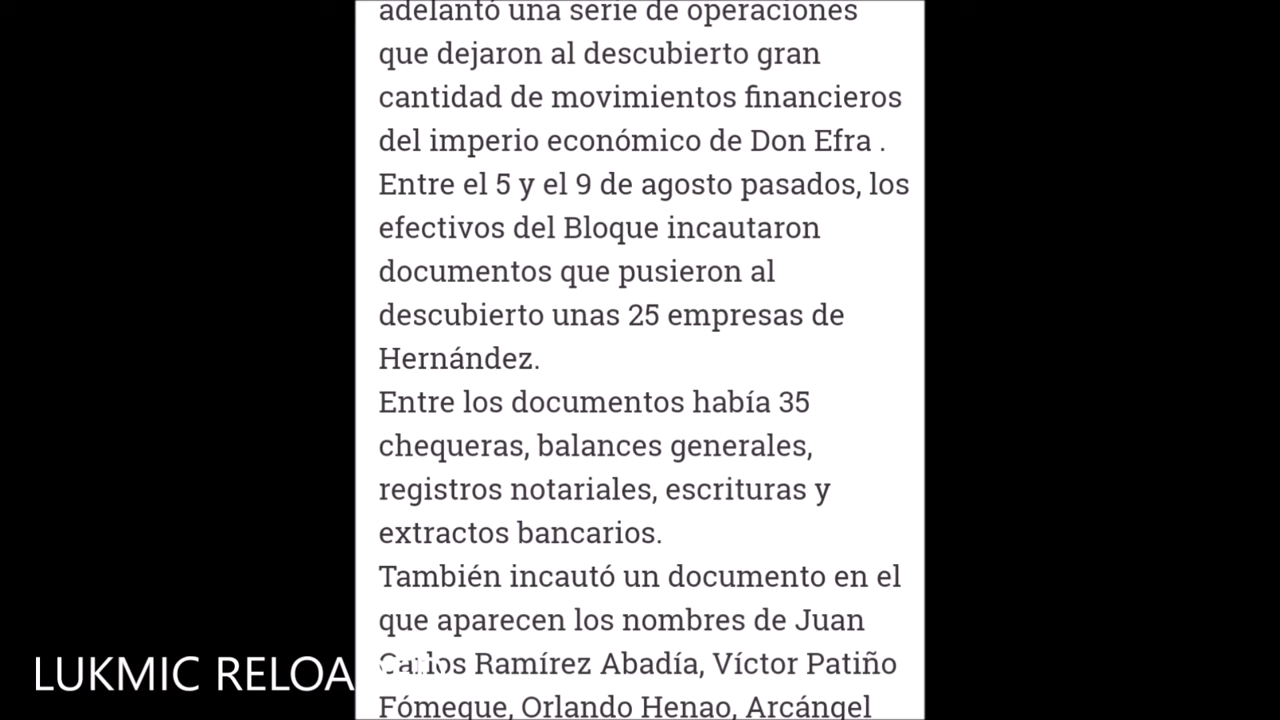 adelantó una serie de operaciones
que dejaron al descubierto gran
cantidad de movimientos financieros
del imperio económico de Don Efra .
Entre el 5 y el 9 de agosto pasados, los
efectivos del Bloque incautaron
documentos que pusieron al
descubierto unas 25 empresas de
Hernández.
Entre los documentos había 35
chequeras, balances generales,
registros notariales, escrituras y
extractos bancarios.
También incautó un documento en el
que aparecen los nombres de Juan
Carlos Ramírez Abadía, Víctor Patiño
Fómeque, Orlando Henao, Arcángel
LUKMIC RELOA